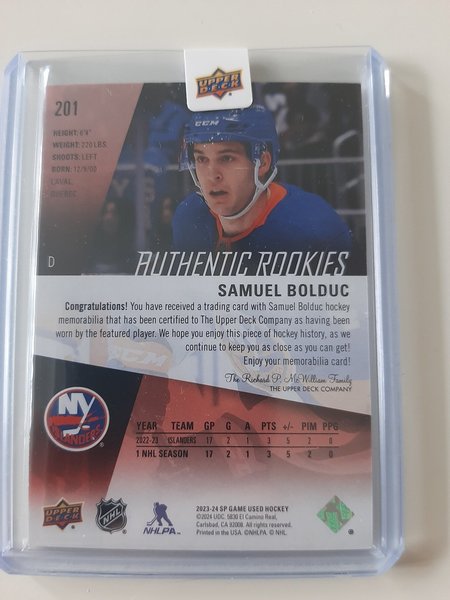 UPPER
DECK
201
HEIGHT: 6'4"
WEIGHT: 220 LBS.
SHOOTS: LEFT
BORN: 12/9/00
LAVAL,
QUEBEC
CCM
D
AUTHENTIC ROOKIES
SAMUEL BOLDUC
Congratulations! You have received a trading card with Samuel Bolduc hockey
memorabilia that has been certified to The Upper Deck Company as having been
worn by the featured player. We hope you enjoy this piece of hockey history, as we
continue to keep you as close as you can get!
Enjoy your memorabilia card!
The Richard P. McWilliam Family
THE UPPER DECK COMPANY
NY
ISLANDERS
YEAR TEAM GP G A PTS +/- PIM PPG
2022-23 ISLANDERS 17 2 1 3 5 2 0
1 NHL SEASON 17 2 1 3 5 2 0
UPPER
DECK
NHL
NHLPA
2023-24 SP GAME USED HOCKEY
©2024 UDC. 5830 El Camino Real,
Carlsbad, CA 92008. All rights reserved.
Printed in the USA. ©NHLPA. © NHL.